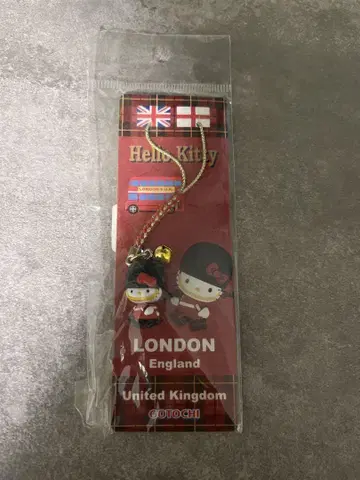 Hello Kitty
LONDON
England
United Kingdom
GOTOCHI